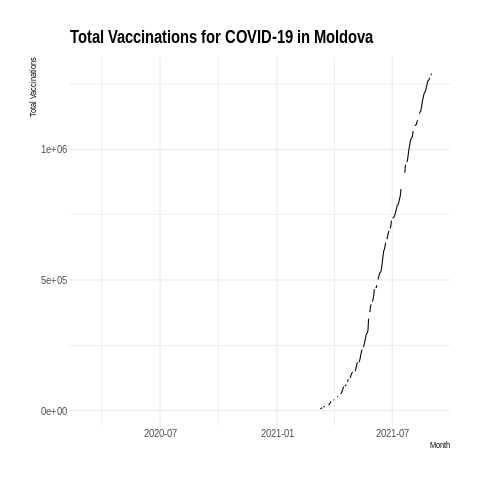 Total Vaccinations for COVID-19 in Moldova
Total Vaccinations
1e+06
5e+05
0e+00
2020-07 2021-01 2021-07
Month